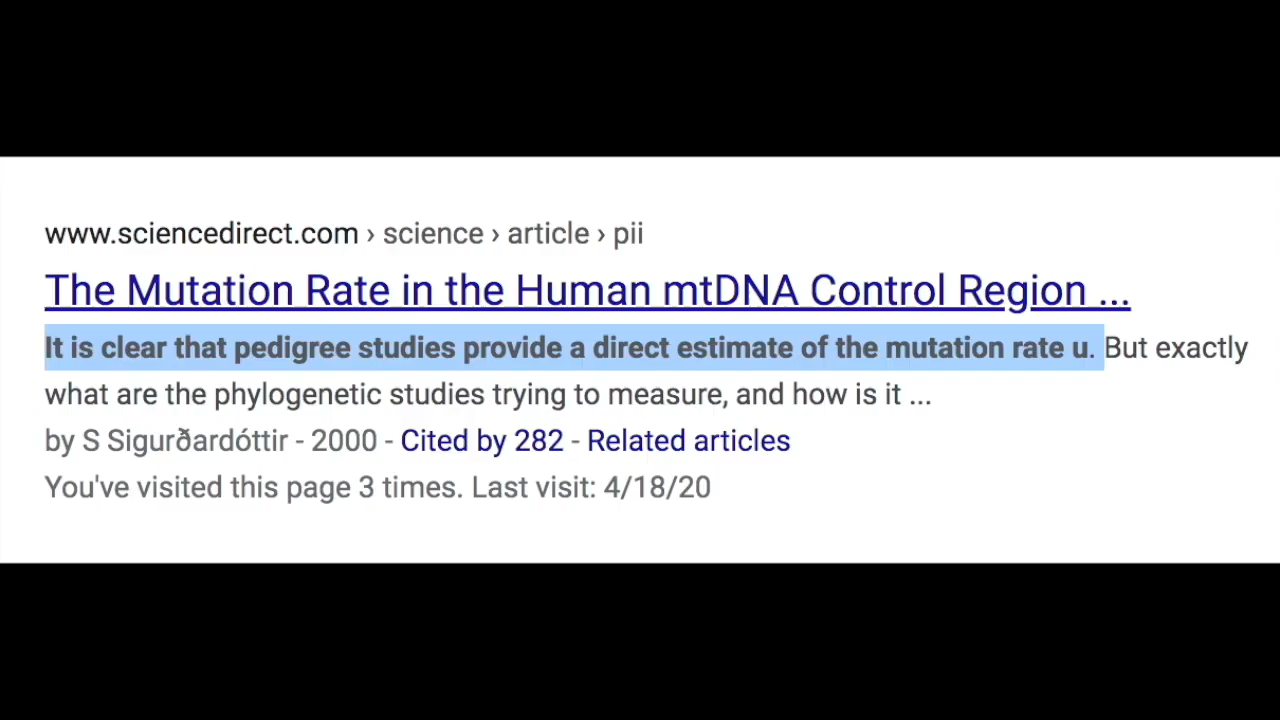 www.sciencedirect.com › science › article › pii
The Mutation Rate in the Human mtDNA Control Region ...
It is clear that pedigree studies provide a direct estimate of the mutation rate u. But exactly
what are the phylogenetic studies trying to measure, and how is it ...
by S Sigurðardóttir - 2000 - Cited by 282 - Related articles
You've visited this page 3 times. Last visit: 4/18/20